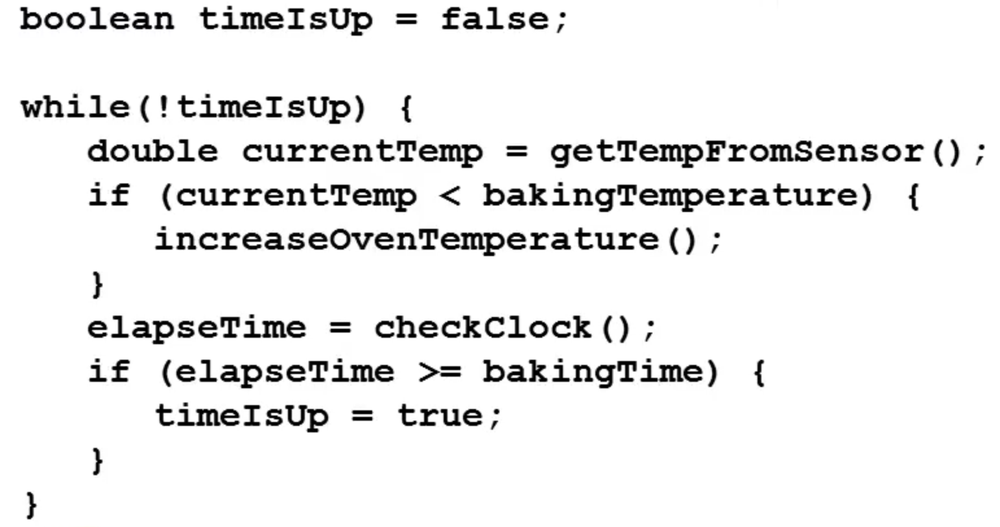 boolean timeIsUp = false;
while(!timeIsUp) {
double currentTemp = getTempFromSensor();
if (currentTemp < bakingTemperature) {
increaseOvenTemperature();
}
elapseTime = checkClock();
if (elapseTime >= bakingTime) {
timeIsUp = true;
}
}